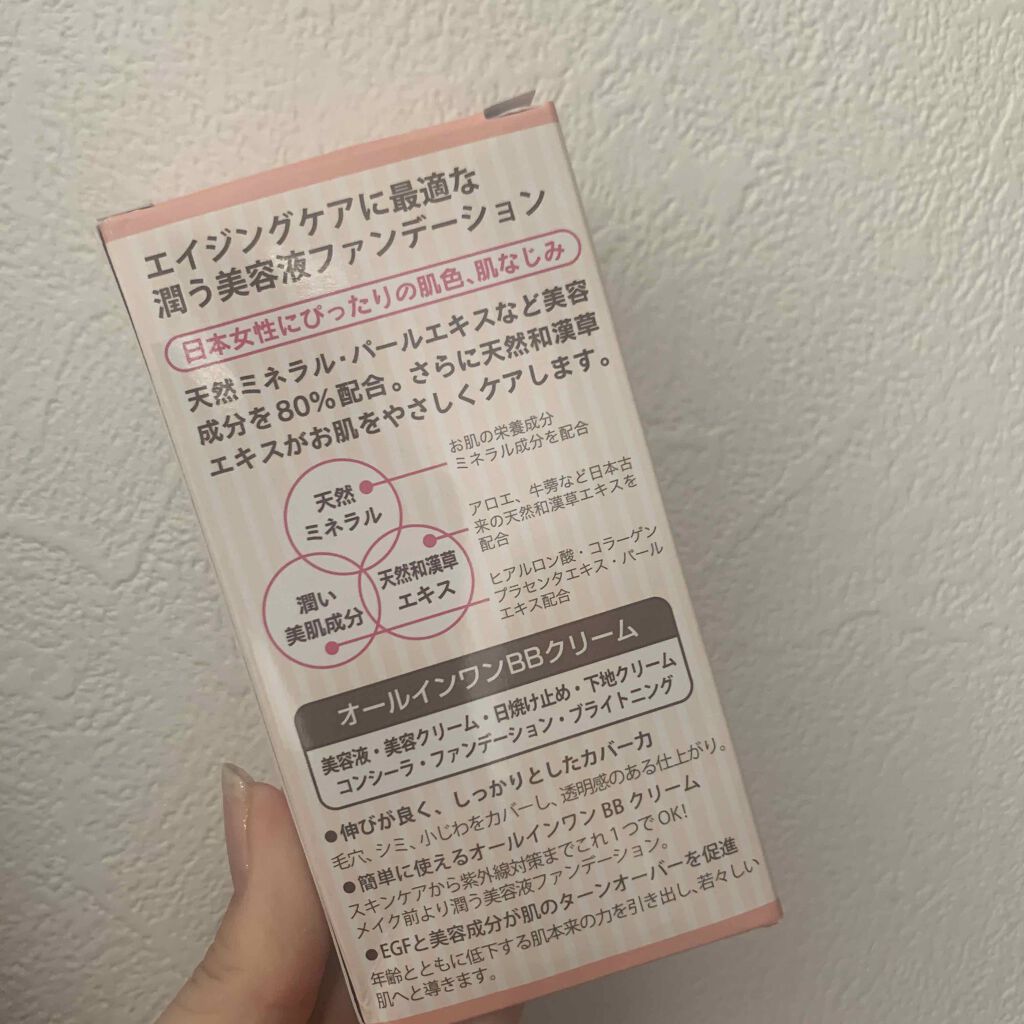 エイジングケアに最適な
潤う美容液ファンデーション
日本女性にぴったりの肌色、肌なじみ
天然ミネラル・パールエキスなど美容
成分を80%配合。さらに天然和漢草
エキスがお肌をやさしくケアします。
天然
ミネラル
お肌の栄養成分
ミネラル成分を配合
天然和漢草
エキス
アロエ、牛蒡など日本古
来の天然和漢草エキスを
配合
潤い
美肌成分
ヒアルロン酸・コラーゲン
プラセンタエキス・パール
エキス配合
オールインワンBBクリーム
美容液・美容クリーム・日焼け止め・下地クリーム
コンシーラ・ファンデーション・ブライトニング
●伸びが良く、しっかりとしたカバー力
毛穴、シミ、小じわをカバーし、透明感のある仕上がり。
●簡単に使えるオールインワン BB クリーム
スキンケアから紫外線対策までこれ1つでOK!
メイク前より潤う美容液ファンデーション。
●EGFと美容成分が肌のターンオーバーを促進
年齢とともに低下する肌本来の力を引き出し、若々しい
肌へと導きます。